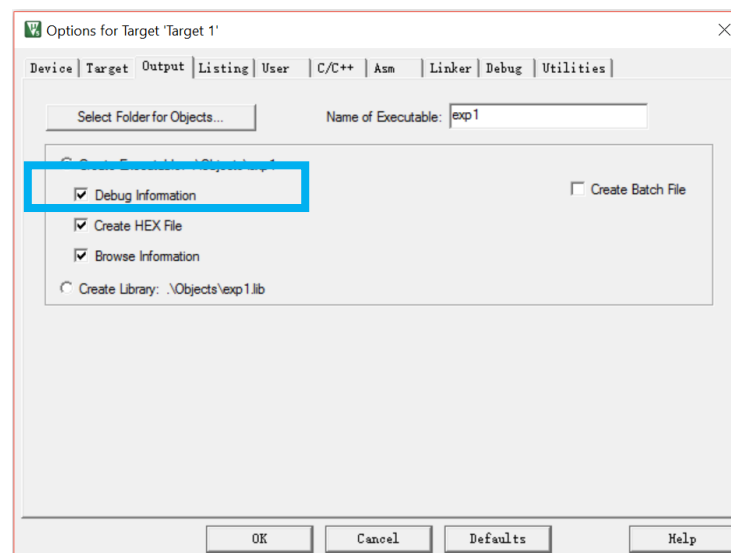 Options for Target 'Target 1'
Device Target Output Listing User C/C++ Asm Linker Debug Utilities
Select Folder for Objects... Name of Executable: exp1
Debug Information Create Batch File
Create HEX File
Browse Information
Create Library: .\Objects\exp1.lib
OK Cancel Defaults Help